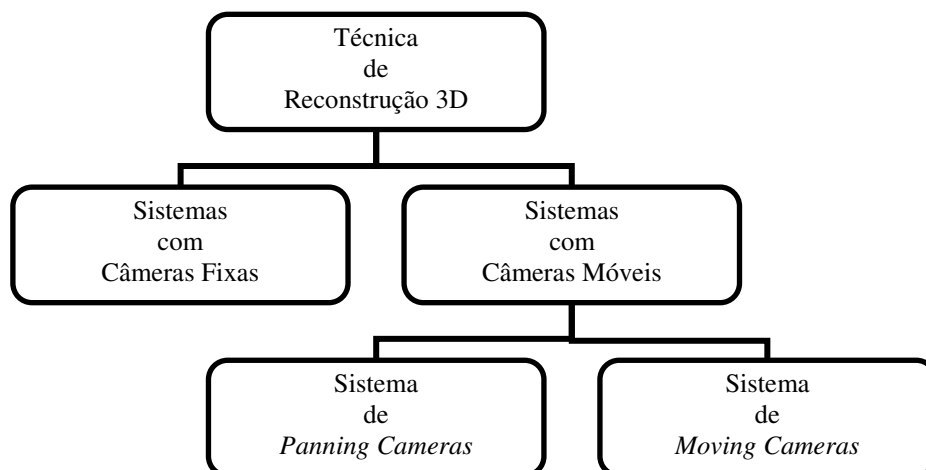 Técnica
de
Reconstrução 3D
Sistemas
com
Câmeras Fixas
Sistemas
com
Câmeras Móveis
Sistema
de
Panning Cameras
Sistema
de
Moving Cameras